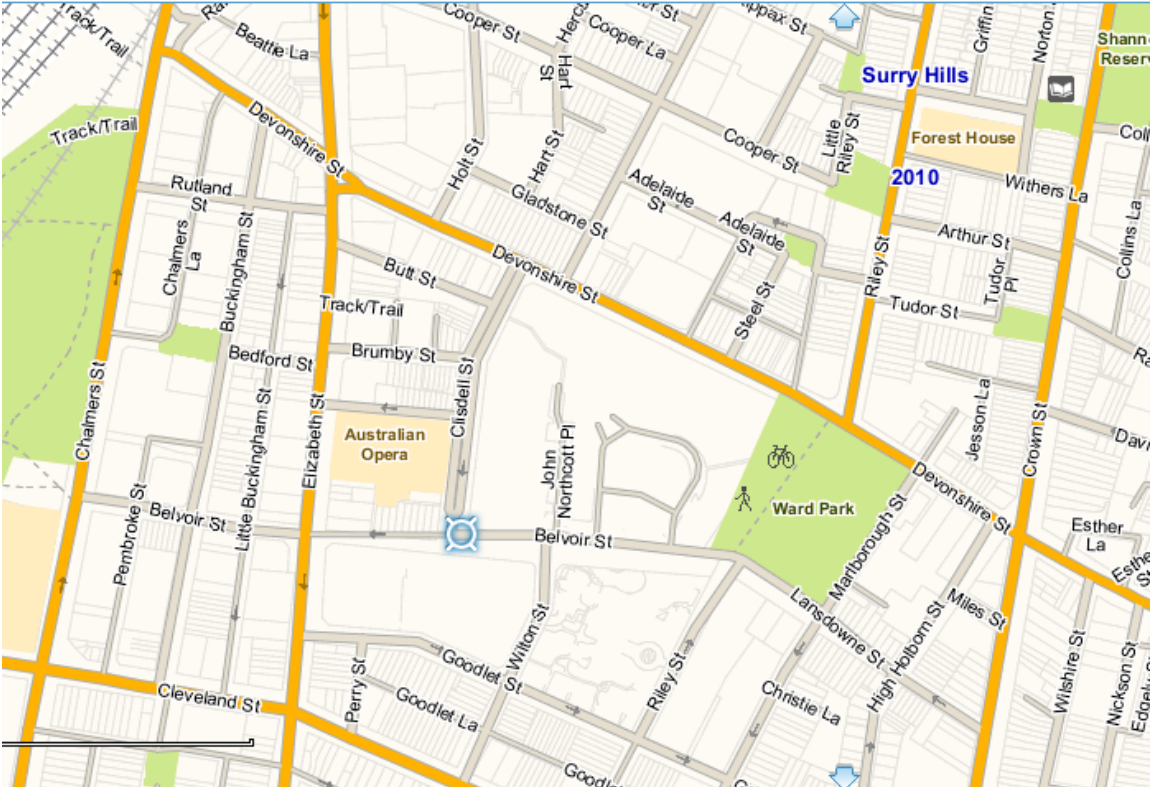 Track/Trail
Beattie La
Cooper St
Hart
St
Cooper La
Griffin
Norton
Surry Hills
Forest House
Track/Trail
Devonshire St
Holt St
Hart St
Cooper St
Little
Riley St
2010
Withers La
Rutland
St
Gladstone St
Adelaide
St
Adelaide
St
Arthur St
Collins La
Chalmers
La
Buckingham St
Butt St
Devonshire St
Riley St
Tudor
Pl
Tudor St
Track/Trail
Steel St
Bedford St
Brumby St
Clisdell St
Chalmers St
Little Buckingham St
Elizabeth St
Australian
Opera
John
Northcott Pl
Jesson La
Crown St
Ward Park
Devonshire St
Belvoir St
Pembroke St
Belvoir St
Marlborough St
Esther
La
Lansdowne St
Miles St
High Holborn St
Wilton St
Goodlet St
Riley St
Christie La
Wilshire St
Nickson St
Cleveland St
Perry St
Goodlet La